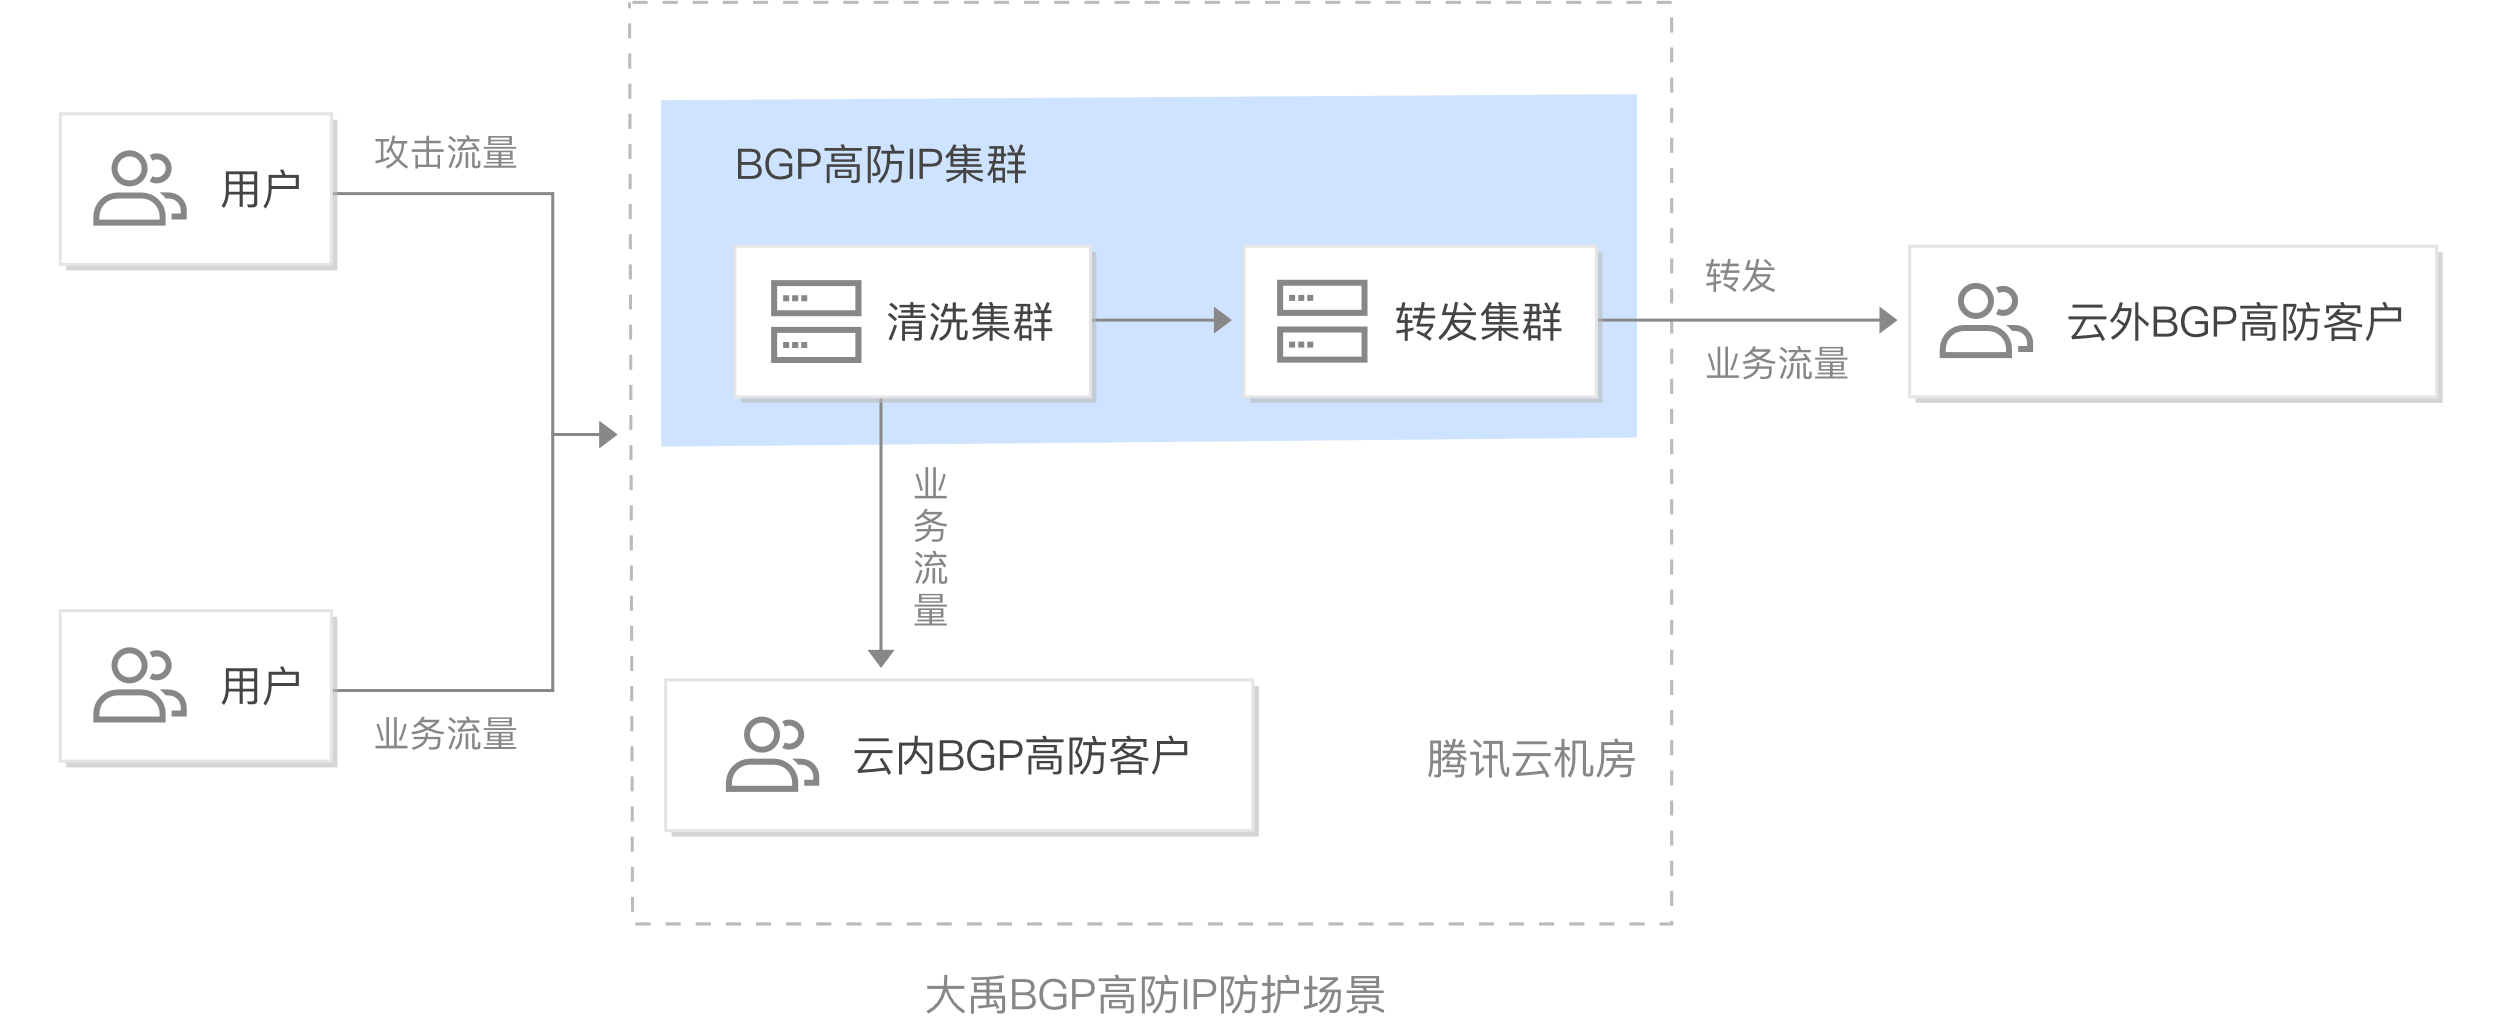 攻击流量
用户
BGP高防IP集群
清洗集群
转发集群
转发
业务流量
云外BGP高防客户
业务流量
用户
业务流量
云内BGP高防客户
腾讯云机房
大禹BGP高防IP防护场景